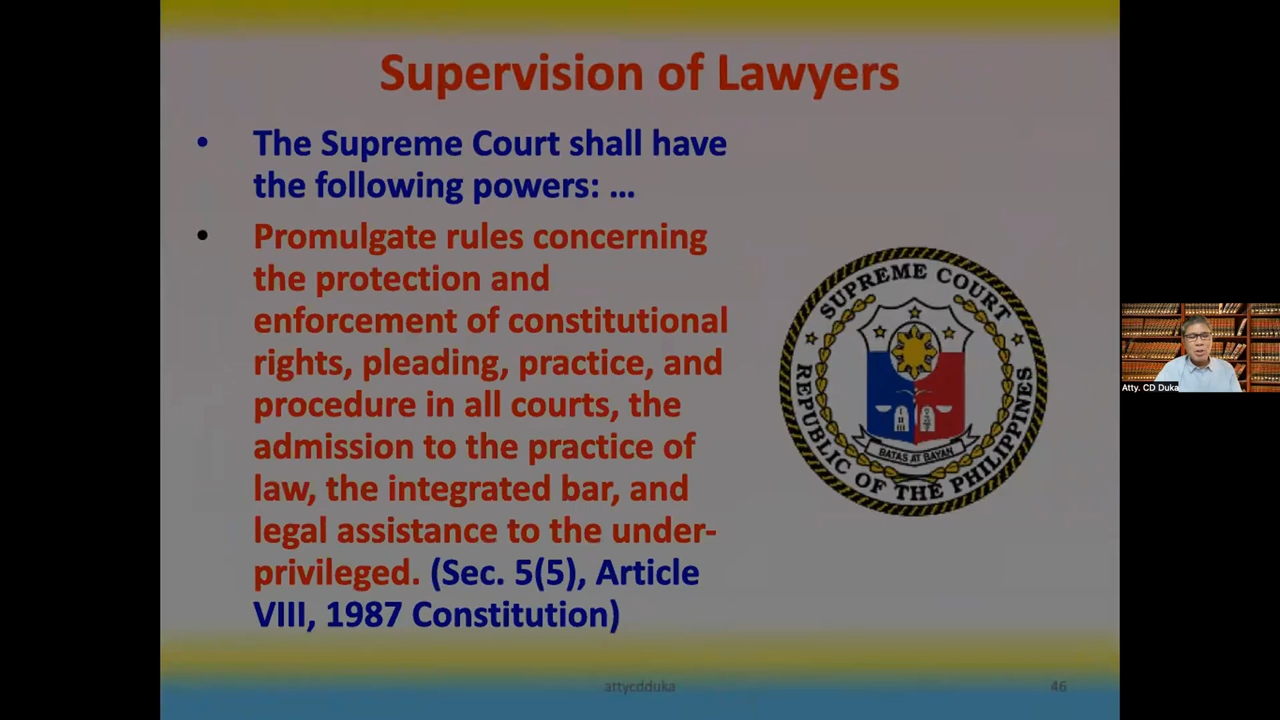 Supervision of Lawyers
• The Supreme Court shall have
the following powers: …
• Promulgate rules concerning
the protection and
enforcement of constitutional
rights, pleading, practice, and
procedure in all courts, the
admission to the practice of
law, the integrated bar, and
legal assistance to the under-
privileged. (Sec. 5(5), Article
VIII, 1987 Constitution)
SUPREME COURT
BATAS AT BAYAN
REPUBLIC OF THE PHILIPPINES
Atty. CD Duka
attycdduka
46